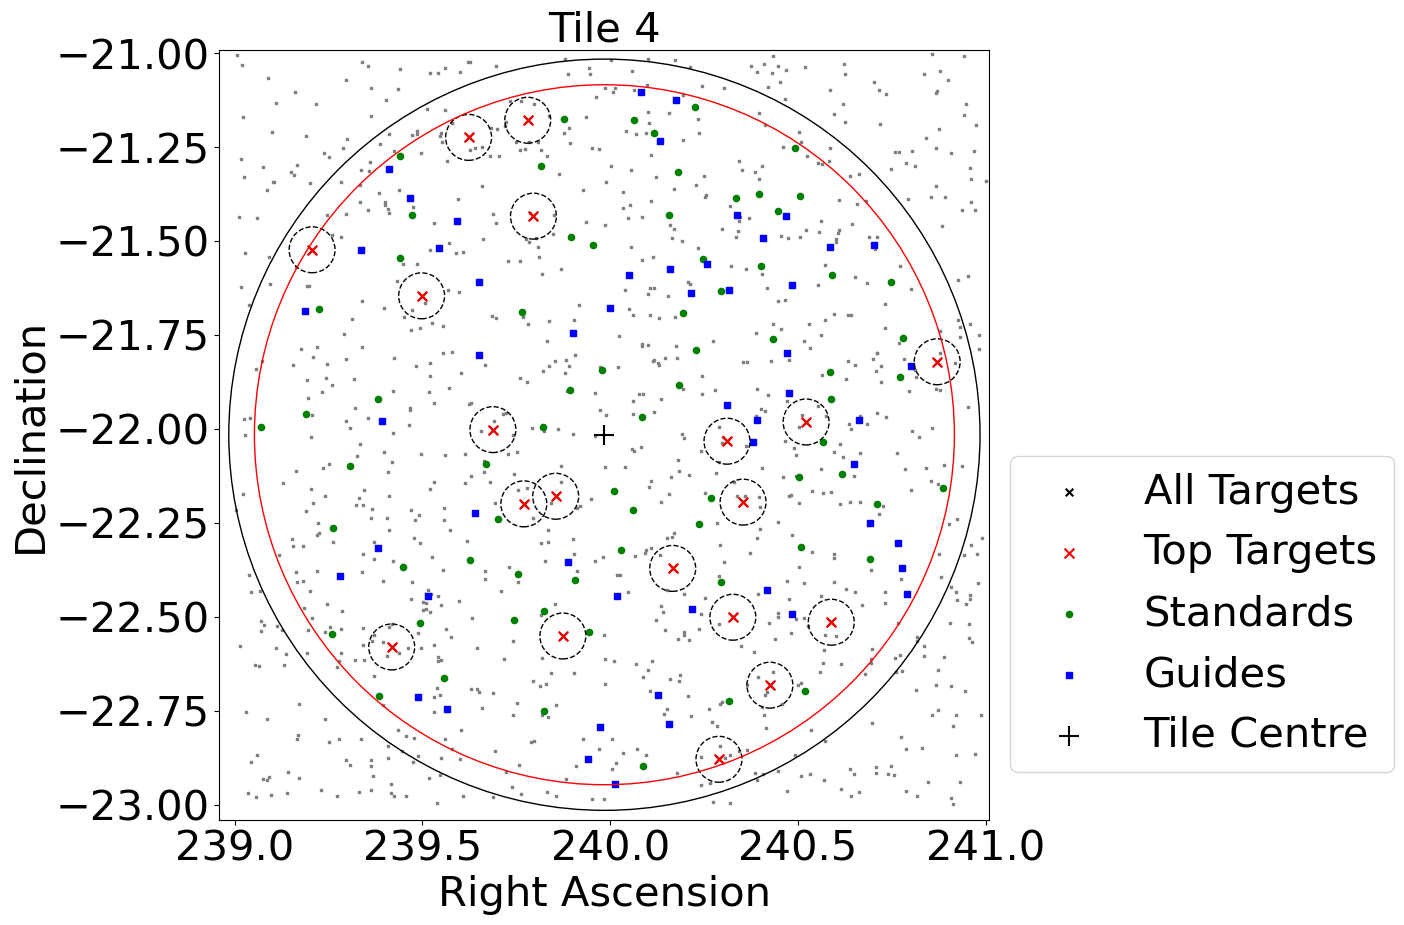 Tile 4
−21.00
−21.25
−21.50
−21.75
−22.00
−22.25
−22.50
−22.75
−23.00
Declination
239.0 239.5 240.0 240.5 241.0
Right Ascension
All Targets
Top Targets
Standards
Guides
Tile Centre